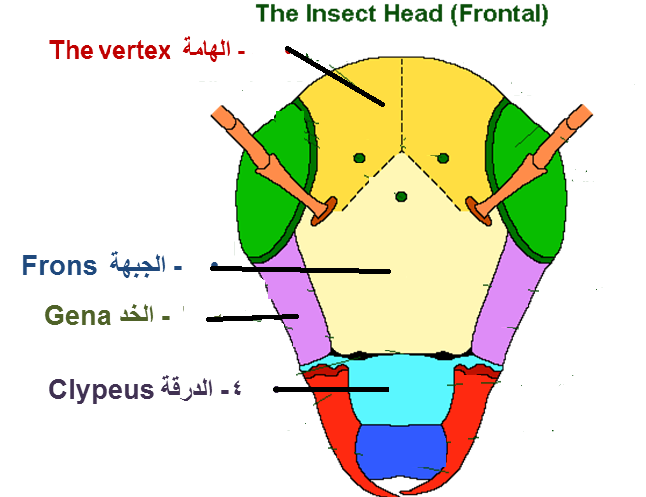 The Insect Head (Frontal)
The vertex الهامة -
Frons الجبهة -
Gena الخد -
Clypeus الدرقة -٤